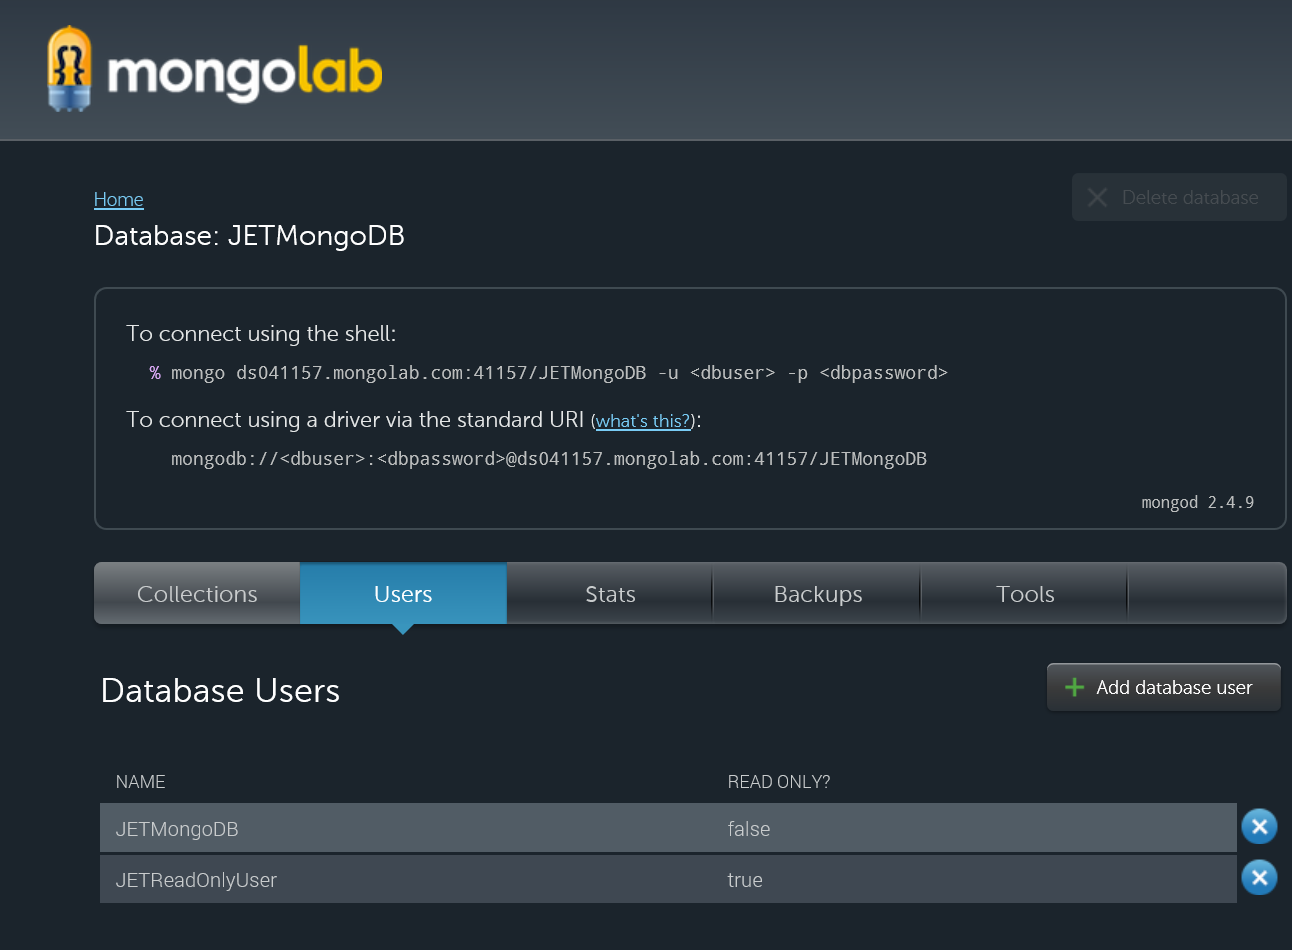 mongolab
Home
Delete database
Database: JETMongoDB
To connect using the shell:
% mongo ds041157.mongolab.com:41157/JETMongoDB -u <dbuser> -p <dbpassword>
To connect using a driver via the standard URI (what's this?):
mongodb://<dbuser>:<dbpassword>@ds041157.mongolab.com:41157/JETMongoDB
mongod 2.4.9
Collections Users Stats Backups Tools
Database Users
Add database user
NAME READ ONLY?
JETMongoDB false
JETReadOnlyUser true